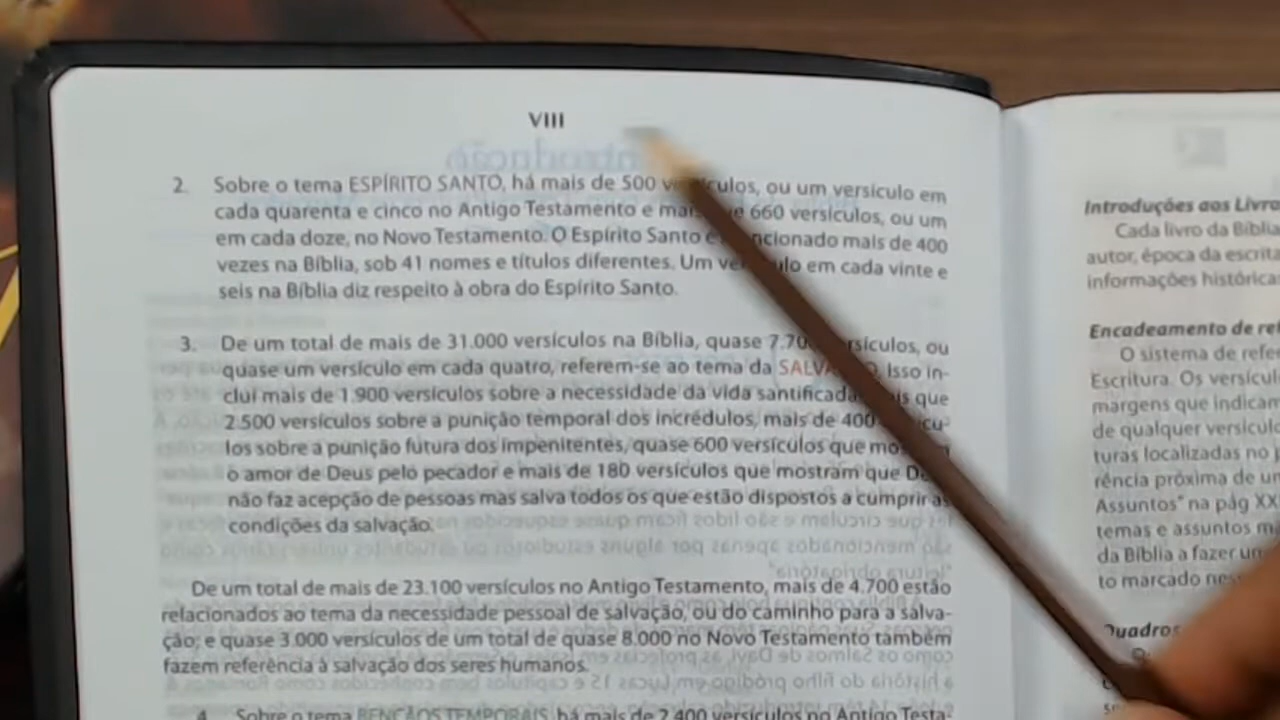 VIII
2. Sobre o tema ESPÍRITO SANTO, há mais de 500 versículos, ou um versículo em
cada quarenta e cinco no Antigo Testamento e mais 660 versículos, ou um
em cada doze, no Novo Testamento. O Espírito Santo é mencionado mais de 400
vezes na Bíblia, sob 41 nomes e títulos diferentes. Um versículo em cada vinte e
seis na Bíblia diz respeito à obra do Espírito Santo.
3. De um total de mais de 31.000 versículos na Bíblia, quase versículos, ou
quase um versículo em cada quatro, referem-se ao tema da SALVAÇÃO. Isso in-
clui mais de 1.900 versículos sobre a necessidade da vida santificada, mais que
2.500 versículos sobre a punição temporal dos incrédulos, mais de 400 versícu-
los sobre a punição futura dos impenitentes, quase 600 versículos que mostram
o amor de Deus pelo pecador e mais de 180 versículos que mostram que Deus
não faz acepção de pessoas mas salva todos os que estão dispostos a cumprir as
condições da salvação.
De um total de mais de 23.100 versículos no Antigo Testamento, mais de 4.700 estão
relacionados ao tema da necessidade pessoal de salvação, ou do caminho para a salva-
ção; e quase 3.000 versículos de um total de quase 8.000 no Novo Testamento também
fazem referência à salvação dos seres humanos.
4. Sobre o tema BENÇÃOS TEMPORAIS, há mais de 2.400 versículos no Antigo Testa-
Introduções aos Livro
Cada livro da Bíblia
autor, época da escrita
informações histórica
Encadeamento de re
O sistema de refe
Escritura. Os versícul
margens que indicam
de qualquer versículo
turas localizadas no
rência próxima de um
Assuntos" na pág XX
temas e assuntos m
da Bíblia a fazer um
to marcado
Quadros